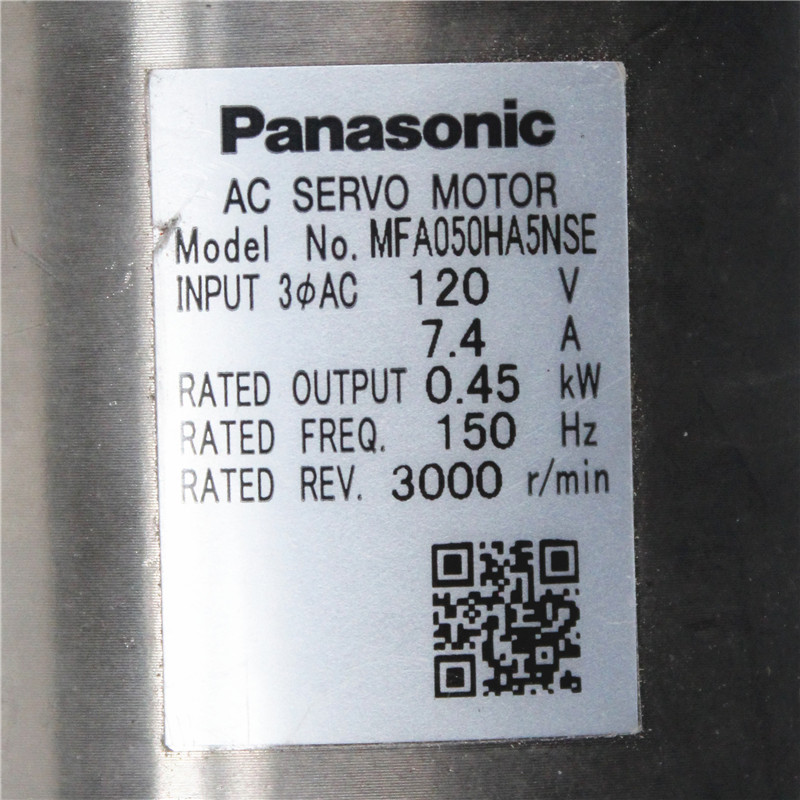 Panasonic
AC SERVO MOTOR
Model No. MFA050HA5NSE
INPUT 3ϕAC 120 V
7.4 A
RATED OUTPUT 0.45 kW
RATED FREQ. 150 Hz
RATED REV. 3000 r/min